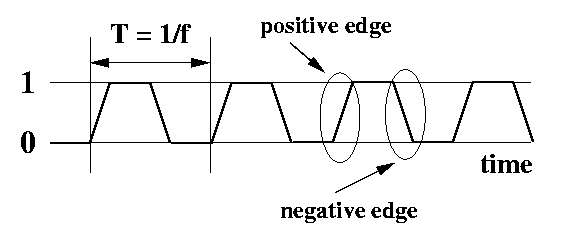 T = 1/f
positive edge
1
0
time
negative edge